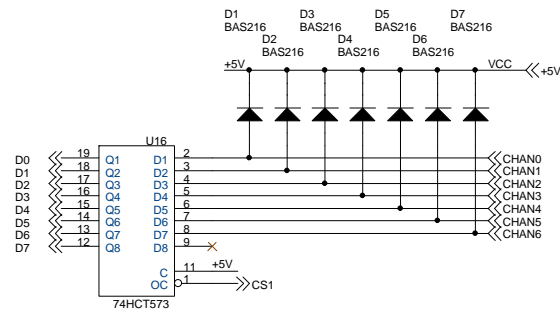 D1 D3 D5 D7
BAS216 BAS216 BAS216 BAS216
D2 D4 D6
BAS216 BAS216 BAS216
+5V VCC +5V
U16
D0 19 Q1 D1 2 CHAN0
D1 18 Q2 D2 3 CHAN1
D2 17 Q3 D3 4 CHAN2
D3 16 Q4 D4 5 CHAN3
D4 15 Q5 D5 6 CHAN4
D5 14 Q6 D6 7 CHAN5
D6 13 Q7 D7 8 CHAN6
D7 12 Q8 D8 9
C 11 +5V
OC 1 CS1
74HCT573